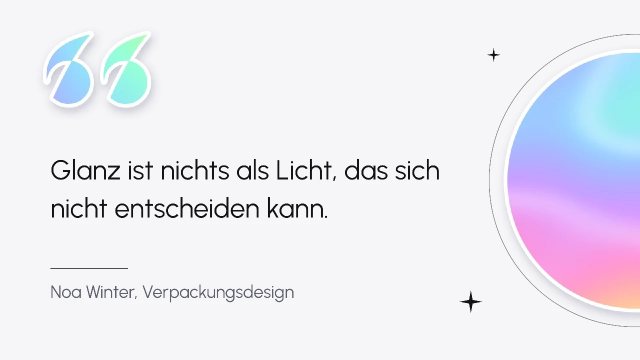 Glanz ist nichts als Licht, das sich
nicht entscheiden kann.
Noa Winter, Verpackungsdesign